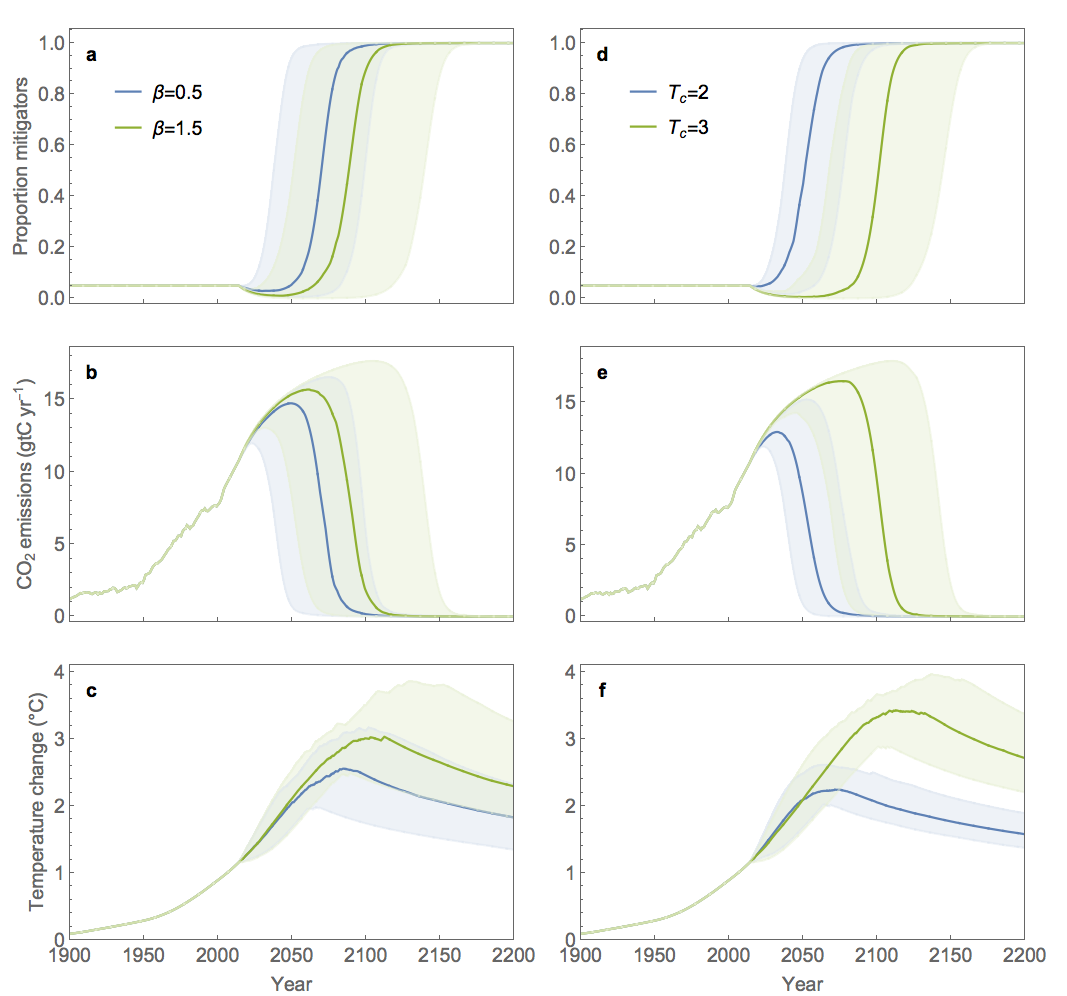 a
1.0
0.8
0.6
0.4
0.2
0.0
Proportion mitigators
β=0.5
β=1.5
d
1.0
0.8
0.6
0.4
0.2
0.0
T_c=2
T_c=3
b
15
10
5
0
CO₂ emissions (gtC yr⁻¹)
e
15
10
5
0
c
4
3
2
1
0
Temperature change (°C)
1900 1950 2000 2050 2100 2150 2200
Year
f
4
3
2
1
0
1900 1950 2000 2050 2100 2150 2200
Year